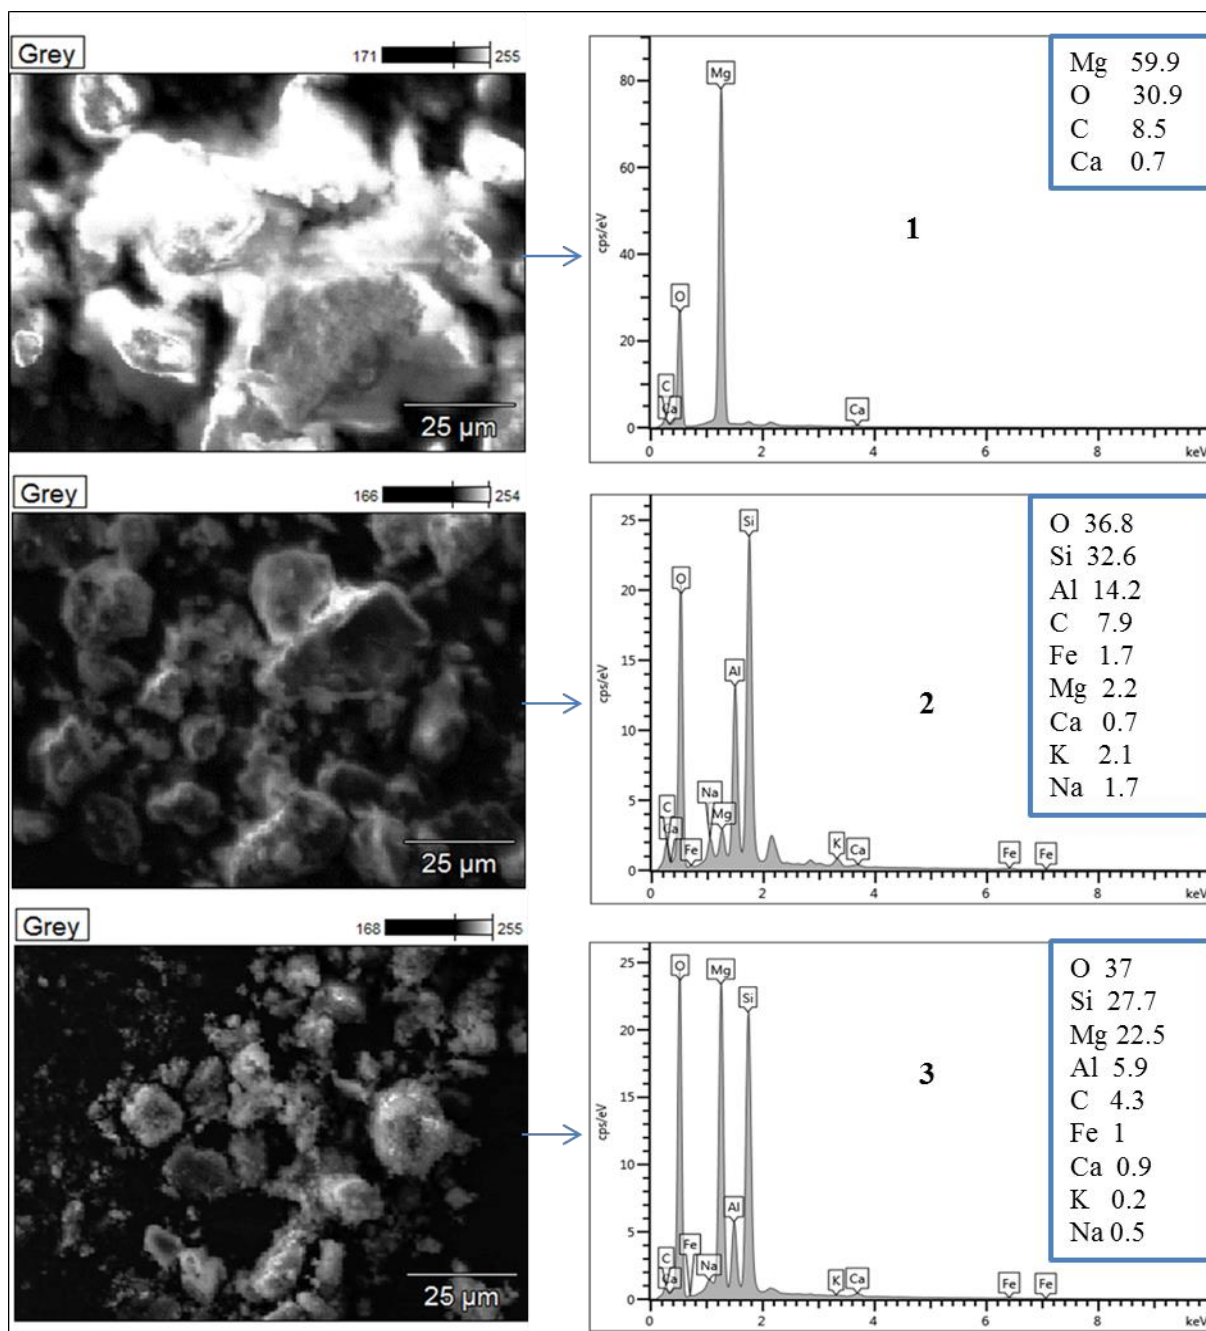 Grey
171 255
25 μm
80
60
40
20
0
cps/eV
Mg
O
C
Ca
Ca
1
0 2 4 6 8 keV
Mg 59.9
O 30.9
C 8.5
Ca 0.7
Grey
166 254
25 μm
25
20
15
10
5
0
cps/eV
Si
O
Al
Na
C
Ca
Mg
Fe
K
Ca
Fe
Fe
2
0 2 4 6 8 keV
O 36.8
Si 32.6
Al 14.2
C 7.9
Fe 1.7
Mg 2.2
Ca 0.7
K 2.1
Na 1.7
Grey
168 255
25 μm
25
20
15
10
5
0
cps/eV
O
Mg
Si
Al
Fe
C
Na
Ca
K
Ca
Fe
Fe
3
0 2 4 6 8 keV
O 37
Si 27.7
Mg 22.5
Al 5.9
C 4.3
Fe 1
Ca 0.9
K 0.2
Na 0.5